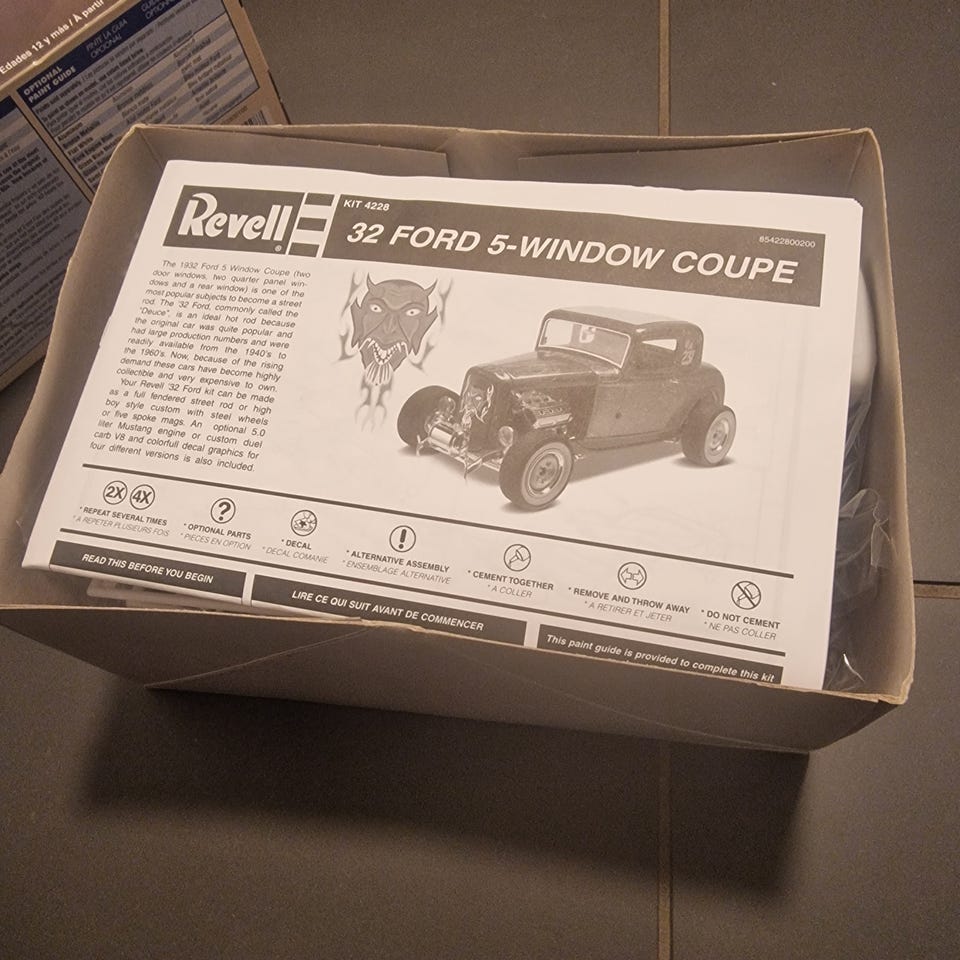 Edades 12 y más / À partir
OPTIONAL
PAINT GUIDE
Revell
®
KIT 4228
85422800200
32 FORD 5-WINDOW COUPE
The 1932 Ford 5 Window Coupe (two
door windows, two quarter panel win-
dows and a rear window) is one of the
most popular subjects to become a street
rod. The '32 Ford, commonly called the
"Deuce", is an ideal hot rod because
the original car was quite popular and
had large production numbers and were
readily available from the 1940's to
the 1960's. Now, because of the rising
demand these cars have become highly
collectible and very expensive to own.
Your Revell '32 Ford kit can be made
as a full fendered street rod or high
boy style custom with steel wheels
or five spoke mags. An optional 5.0
liter Mustang engine or custom duel
carb V8 and colorfull decal graphics for
four different versions is also included.
2X 4X
* REPEAT SEVERAL TIMES
* A REPETER PLUSIEURS FOIS
?
* OPTIONAL PARTS
* PIECES EN OPTION
* DECAL
* DECAL COMANIE
!
* ALTERNATIVE ASSEMBLY
* ENSEMBLAGE ALTERNATIVE
* CEMENT TOGETHER
* A COLLER
* REMOVE AND THROW AWAY
* A RETIRER ET JETER
* DO NOT CEMENT
* NE PAS COLLER
READ THIS BEFORE YOU BEGIN
LIRE CE QUI SUIT AVANT DE COMMENCER
This paint guide is provided to complete this kit